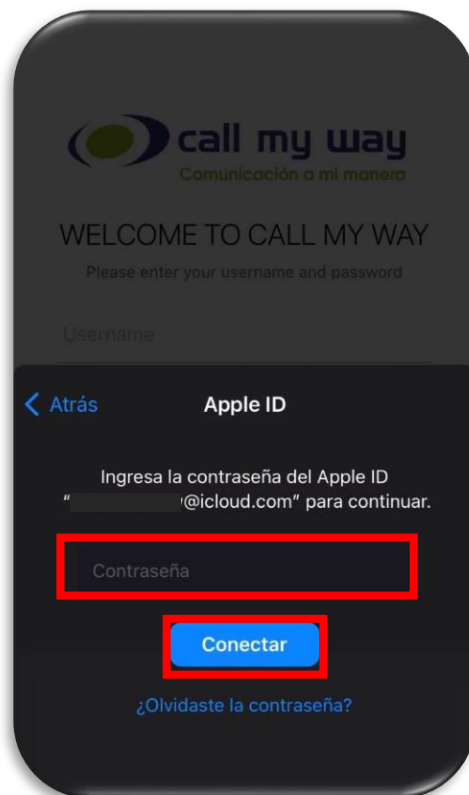 call my way
Comunicación a mi manera
WELCOME TO CALL MY WAY
Please enter your username and password
Username
Atrás
Apple ID
Ingresa la contraseña del Apple ID
“ @icloud.com” para continuar.
Contraseña
Conectar
¿Olvidaste la contraseña?